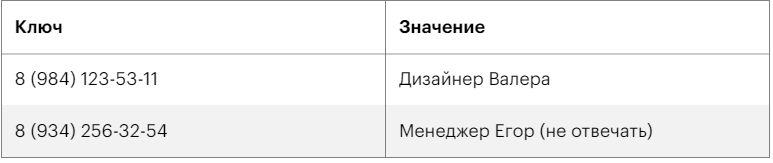 Ключ Значение
8 (984) 123-53-11 Дизайнер Валера
8 (934) 256-32-54 Менеджер Егор (не отвечать)